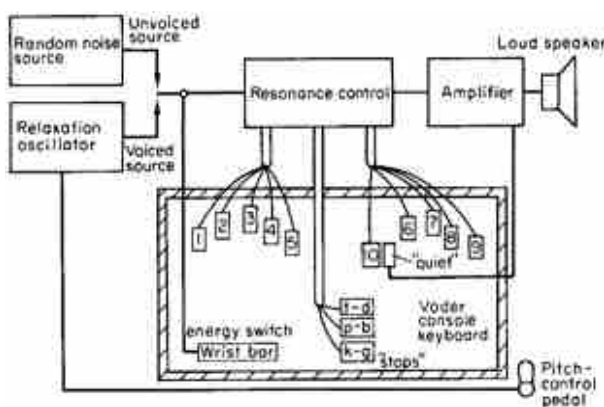 Unvoiced
source
Random noise
source
Resonance control
Amplifier
Loud speaker
Relaxation
oscillator
Voiced
source
1
2
3
4
5
6
7
8
9
10
"quiet"
t-d
p-b
k-g
"Stops"
Voder
console
keyboard
energy switch
Wrist bar
Pitch-
control
pedal